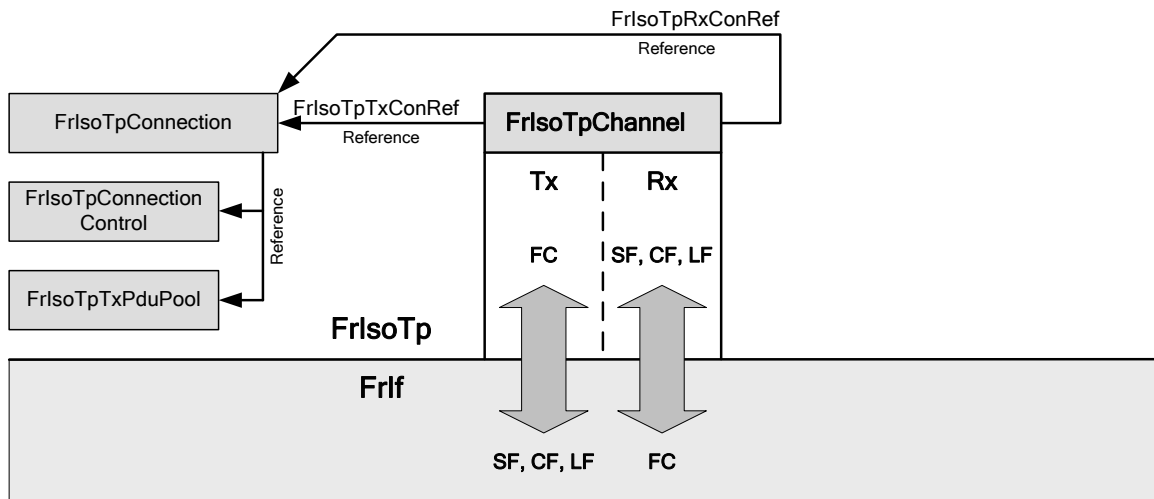 FrIsoTpRxConRef
Reference
FrIsoTpConnection
FrIsoTpTxConRef
Reference
FrIsoTpChannel
Tx
Rx
FrIsoTpConnection
Control
Reference
FC
SF, CF, LF
FrIsoTpTxPduPool
FrIsoTp
FrIf
SF, CF, LF
FC